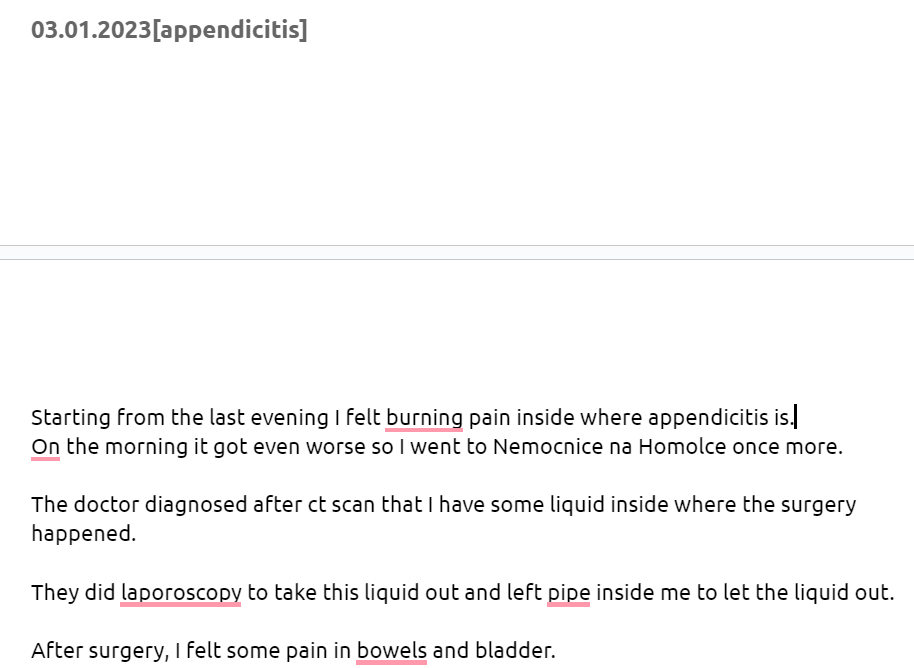 03.01.2023[appendicitis]
Starting from the last evening I felt burning pain inside where appendicitis is.
On the morning it got even worse so I went to Nemocnice na Homolce once more.
The doctor diagnosed after ct scan that I have some liquid inside where the surgery
happened.
They did laporoscopy to take this liquid out and left pipe inside me to let the liquid out.
After surgery, I felt some pain in bowels and bladder.